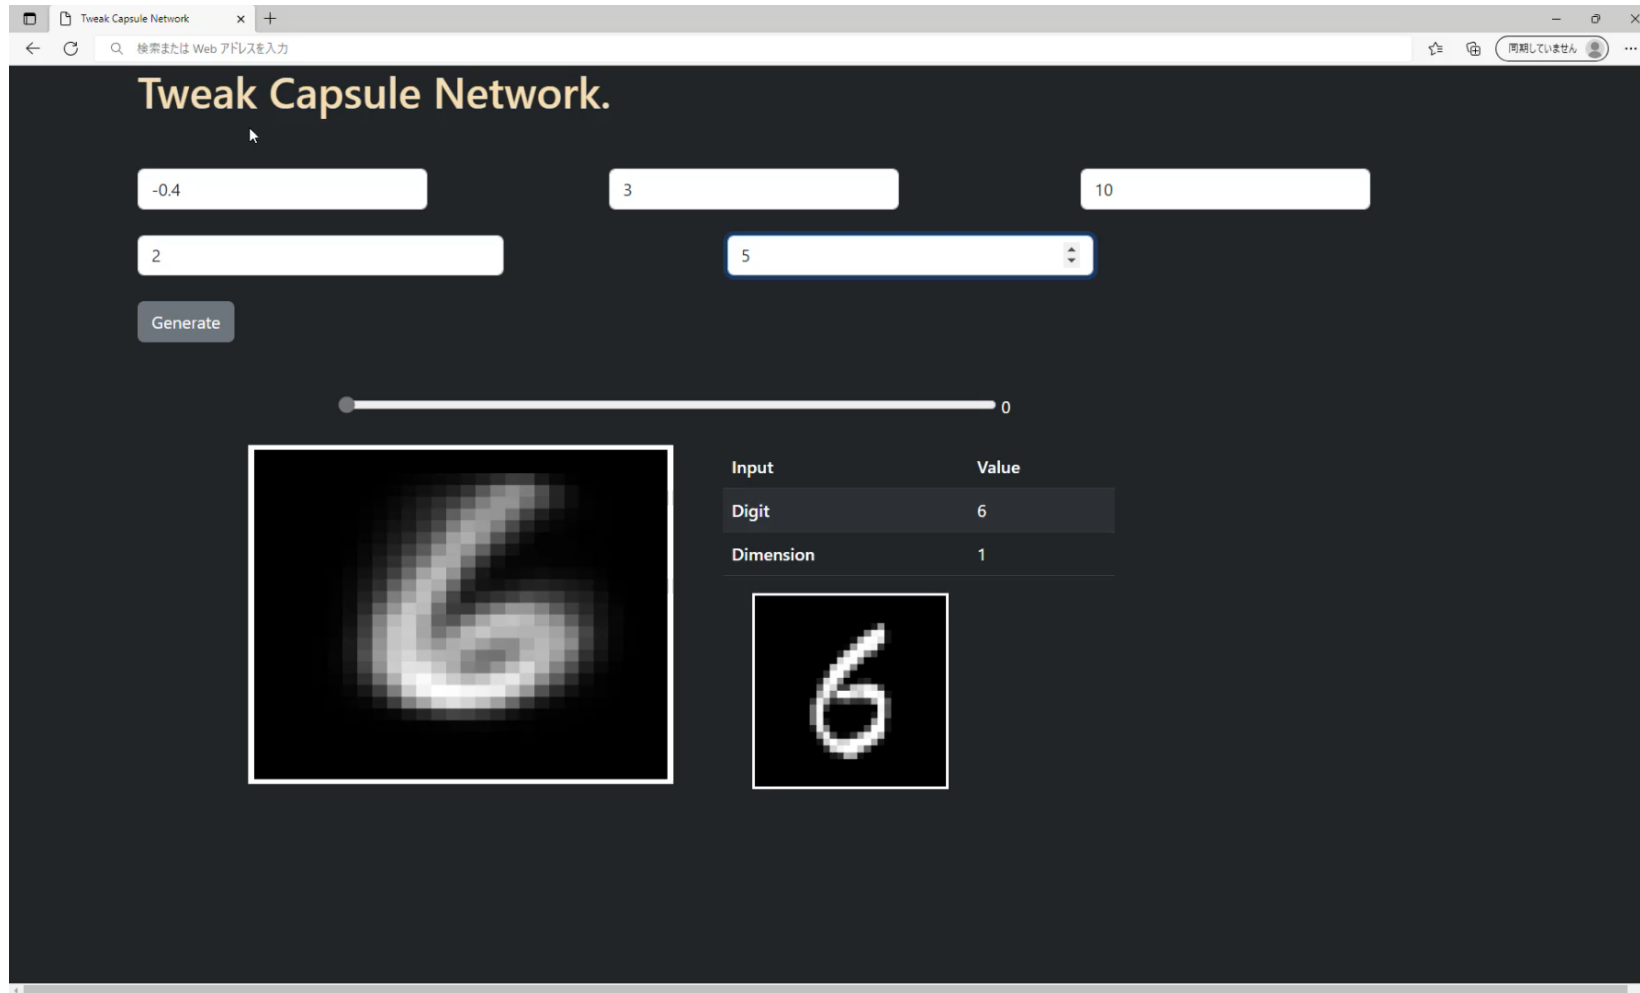 Tweak Capsule Network
検索または Web アドレスを入力
同期していません
Tweak Capsule Network.
-0.4
3
10
2
5
Generate
0
Input Value
Digit 6
Dimension 1
6
6